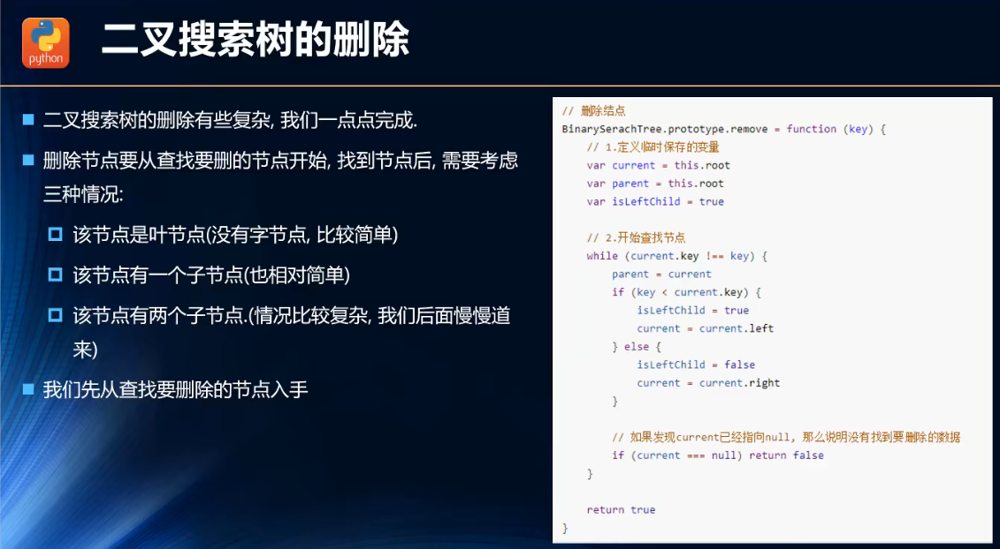 python
二叉搜索树的删除
二叉搜索树的删除有些复杂, 我们一点点完成.
删除节点要从查找要删的节点开始, 找到节点后, 需要考虑
三种情况:
该节点是叶节点(没有字节点, 比较简单)
该节点有一个子节点(也相对简单)
该节点有两个子节点.(情况比较复杂, 我们后面慢慢道
来)
我们先从查找要删除的节点入手
// 删除结点
BinarySerachTree.prototype.remove = function (key) {
// 1.定义临时保存的变量
var current = this.root
var parent = this.root
var isLeftChild = true
// 2.开始查找节点
while (current.key !== key) {
parent = current
if (key < current.key) {
isLeftChild = true
current = current.left
} else {
isLeftChild = false
current = current.right
}
// 如果发现current已经指向null, 那么说明没有找到要删除的数据
if (current === null) return false
}
return true
}